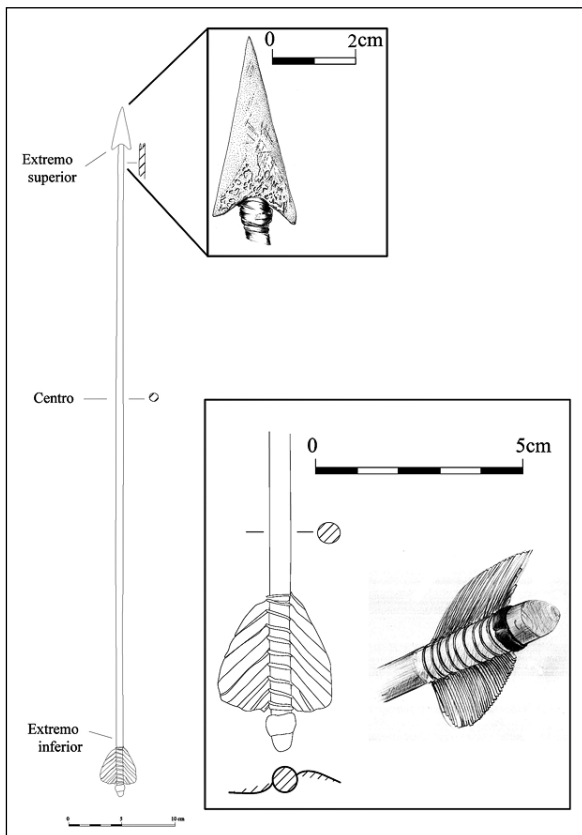 0 2cm
Extremo
superior
Centro
0 5cm
Extremo
inferior
0 5 10 cm